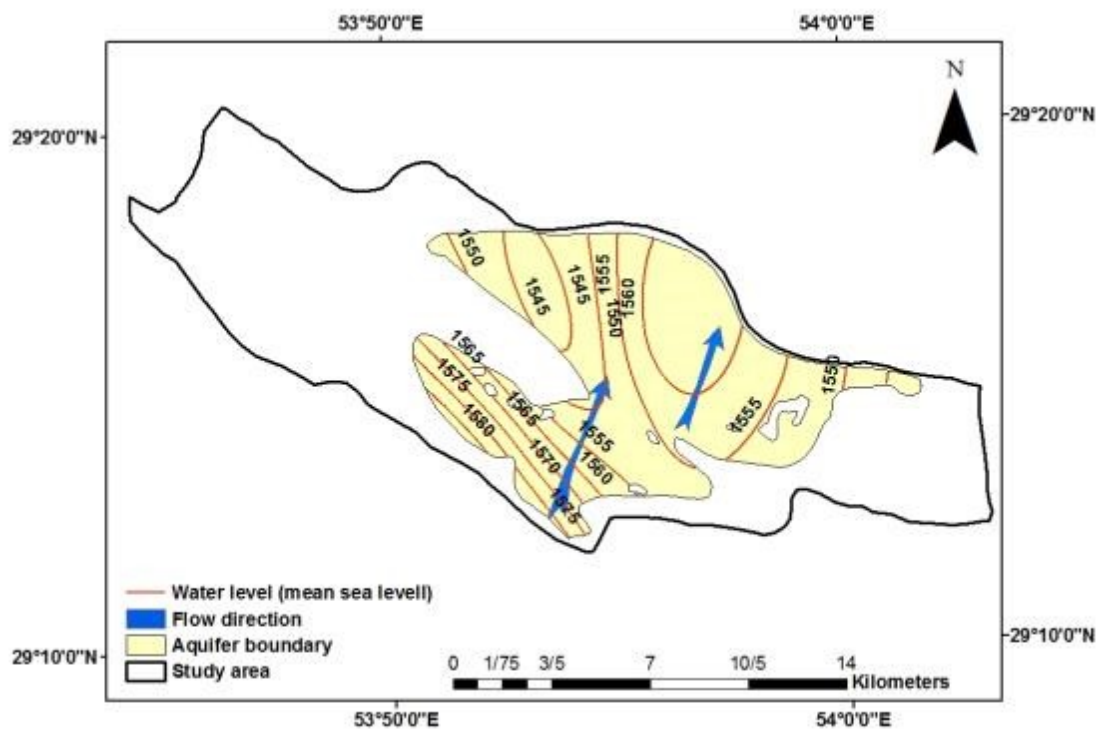 53°50'0"E
54°0'0"E
N
29°20'0"N
29°20'0"N
1550
1545
1545
1555
1550
1560
1565
1575
1580
1565
1570
1555
1560
1575
1555
1550
Water level (mean sea levell)
Flow direction
Aquifer boundary
Study area
29°10'0"N
29°10'0"N
0 1/75 3/5 7 10/5 14
Kilometers
53°50'0"E
54°0'0"E